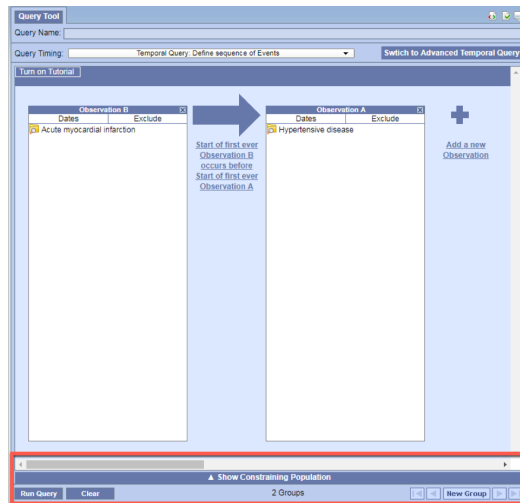 Query Tool
Query Name:
Query Timing: Temporal Query: Define sequence of Events Swtich to Advanced Temporal Query
Turn on Tutorial
Observation B
Dates Exclude
Acute myocardial infarction
Start of first ever
Observation B
occurs before
Start of first ever
Observation A
Observation A
Dates Exclude
Hypertensive disease
Add a new
Observation
▲ Show Constraining Population
Run Query Clear 2 Groups New Group